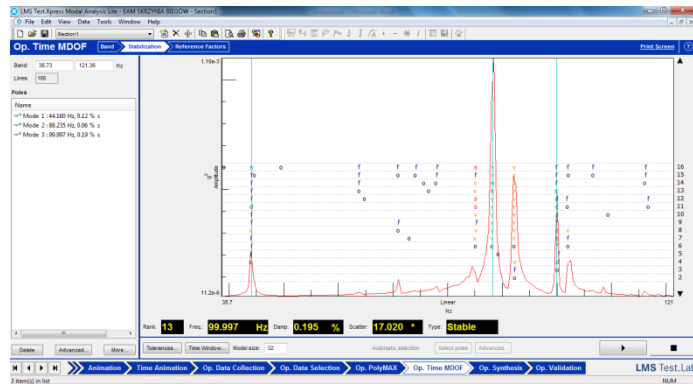 LMS Test.Xpress Modal Analysis Lite - EAM SKRZYNIA BIEGÓW - Section1
File Edit View Data Tools Window Help
Section1
Op. Time MDOF Band Stabilization Reference Factors Print Screen
Band: 38.73 121.36 Hz
Lines: 166
Poles
Name
Mode 1 : 44.160 Hz, 0.12 % s
Mode 2 : 88.235 Hz, 0.06 % s
Mode 3 : 99.997 Hz, 0.19 % s
1.10e-3
Amplitude
11.2e-6
16
15
14
13
12
11
10
9
8
7
6
5
4
3
2
38.7 Linear 121
Hz
Rank: 13 Freq.: 99.997 Hz Damp: 0.195 % Scatter: 17.020 ° Type: Stable
Delete Advanced... More... Tolerances... Time Window... Model size: 32 Automatic selection Select poles Advanced...
Animation Time Animation Op. Data Collection Op. Data Selection Op. PolyMAX Op. Time MDOF Op. Synthesis Op. Validation LMS Test.Lab
3 item(s) in list NUM